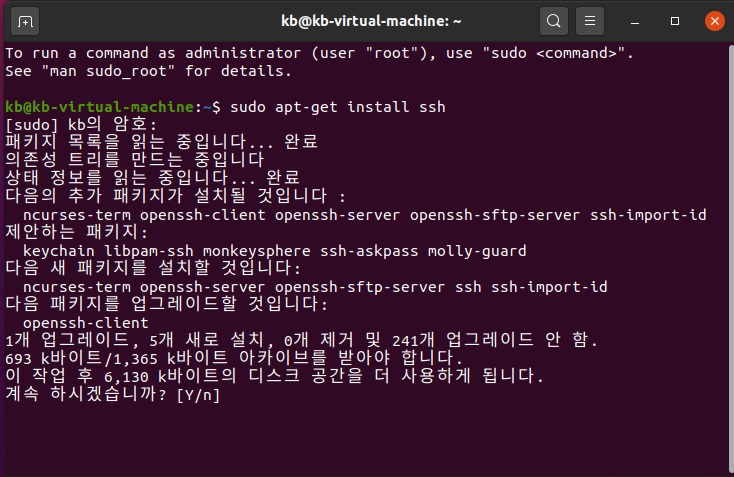 kb@kb-virtual-machine: ~
To run a command as administrator (user "root"), use "sudo <command>".
See "man sudo_root" for details.
kb@kb-virtual-machine:~$ sudo apt-get install ssh
[sudo] kb의 암호:
패키지 목록을 읽는 중입니다... 완료
의존성 트리를 만드는 중입니다
상태 정보를 읽는 중입니다... 완료
다음의 추가 패키지가 설치될 것입니다 :
ncurses-term openssh-client openssh-server openssh-sftp-server ssh-import-id
제안하는 패키지:
keychain libpam-ssh monkeysphere ssh-askpass molly-guard
다음 새 패키지를 설치할 것입니다:
ncurses-term openssh-server openssh-sftp-server ssh ssh-import-id
다음 패키지를 업그레이드할 것입니다:
openssh-client
1개 업그레이드, 5개 새로 설치, 0개 제거 및 241개 업그레이드 안 함.
693 k바이트/1,365 k바이트 아카이브를 받아야 합니다.
이 작업 후 6,130 k바이트의 디스크 공간을 더 사용하게 됩니다.
계속 하시겠습니까? [Y/n]